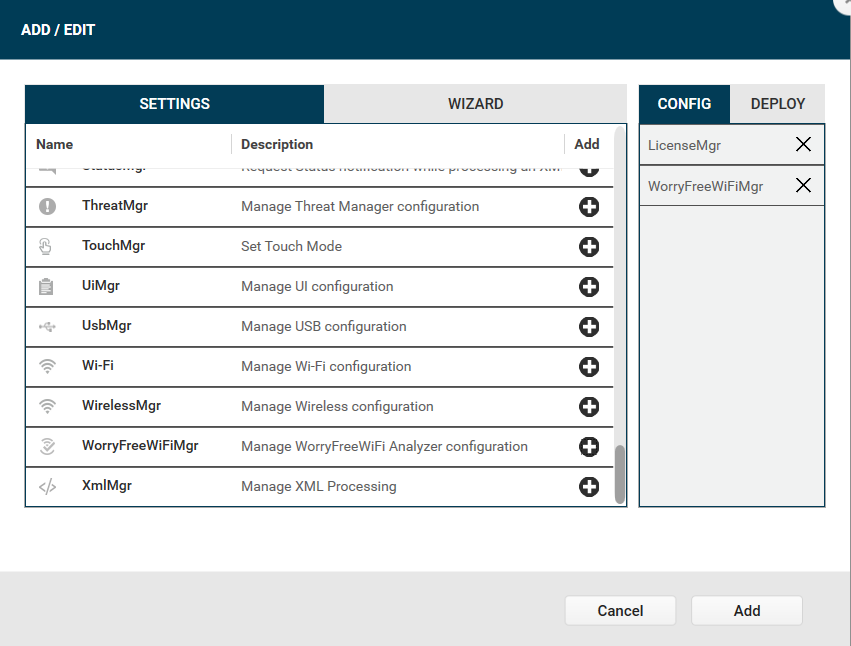 ADD / EDIT
SETTINGS
WIZARD
CONFIG
DEPLOY
Name
Description
Add
StatusMgr
Request Status notification while processing an XM
ThreatMgr
Manage Threat Manager configuration
TouchMgr
Set Touch Mode
UiMgr
Manage UI configuration
UsbMgr
Manage USB configuration
Wi-Fi
Manage Wi-Fi configuration
WirelessMgr
Manage Wireless configuration
WorryFreeWiFiMgr
Manage WorryFreeWiFi Analyzer configuration
XmlMgr
Manage XML Processing
LicenseMgr
WorryFreeWiFiMgr
Cancel
Add